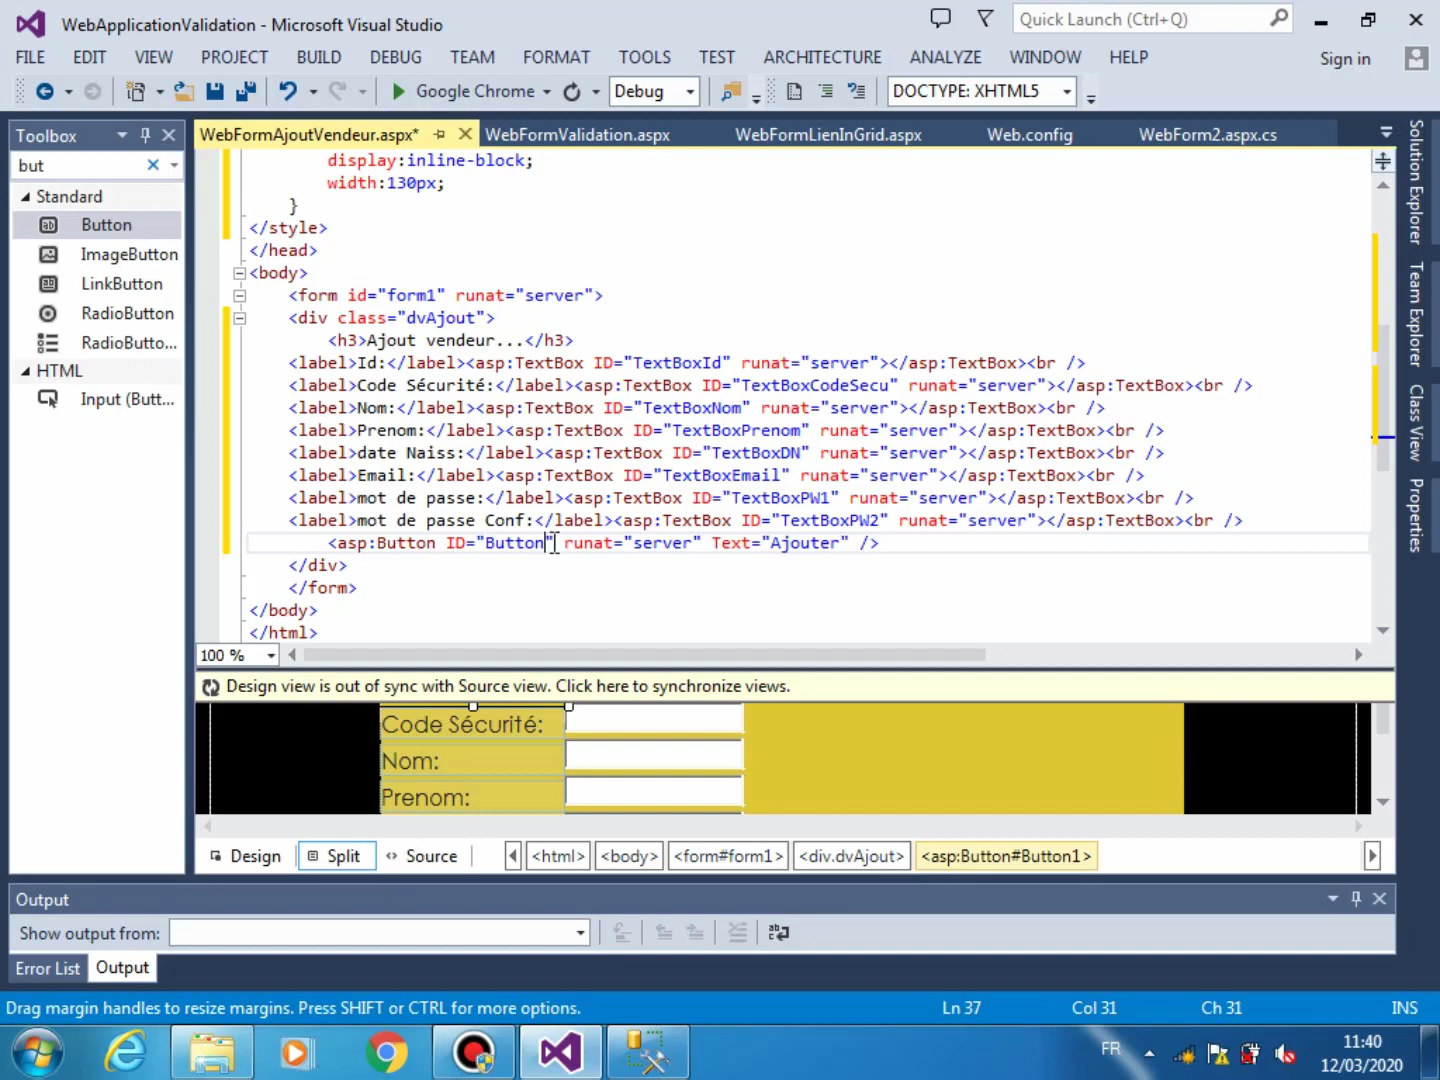 WebApplicationValidation - Microsoft Visual Studio
Quick Launch (Ctrl+Q)
FILE EDIT VIEW PROJECT BUILD DEBUG TEAM FORMAT TOOLS TEST ARCHITECTURE ANALYZE WINDOW HELP Sign in
Google Chrome Debug DOCTYPE: XHTML5
Toolbox
but
Standard
Button
ImageButton
LinkButton
RadioButton
RadioButto...
HTML
Input (Butt...
WebFormAjoutVendeur.aspx* WebFormValidation.aspx WebFormLienInGrid.aspx Web.config WebForm2.aspx.cs
display:inline-block;
width:130px;
}
</style>
</head>
<body>
<form id="form1" runat="server">
<div class="dvAjout">
<h3>Ajout vendeur...</h3>
<label>Id:</label><asp:TextBox ID="TextBoxId" runat="server"></asp:TextBox><br />
<label>Code Sécurité:</label><asp:TextBox ID="TextBoxCodeSecu" runat="server"></asp:TextBox><br />
<label>Nom:</label><asp:TextBox ID="TextBoxNom" runat="server"></asp:TextBox><br />
<label>Prenom:</label><asp:TextBox ID="TextBoxPrenom" runat="server"></asp:TextBox><br />
<label>date Naiss:</label><asp:TextBox ID="TextBoxDN" runat="server"></asp:TextBox><br />
<label>Email:</label><asp:TextBox ID="TextBoxEmail" runat="server"></asp:TextBox><br />
<label>mot de passe:</label><asp:TextBox ID="TextBoxPW1" runat="server"></asp:TextBox><br />
<label>mot de passe Conf:</label><asp:TextBox ID="TextBoxPW2" runat="server"></asp:TextBox><br />
<asp:Button ID="Button" runat="server" Text="Ajouter" />
</div>
</form>
</body>
</html>
100 %
Design view is out of sync with Source view. Click here to synchronize views.
Code Sécurité:
Nom:
Prenom:
Design Split Source <html> <body> <form#form1> <div.dvAjout> <asp:Button#Button1>
Solution Explorer
Team Explorer
Class View
Properties
Output
Show output from:
Error List Output
Drag margin handles to resize margins. Press SHIFT or CTRL for more options. Ln 37 Col 31 Ch 31 INS
FR
11:40
12/03/2020